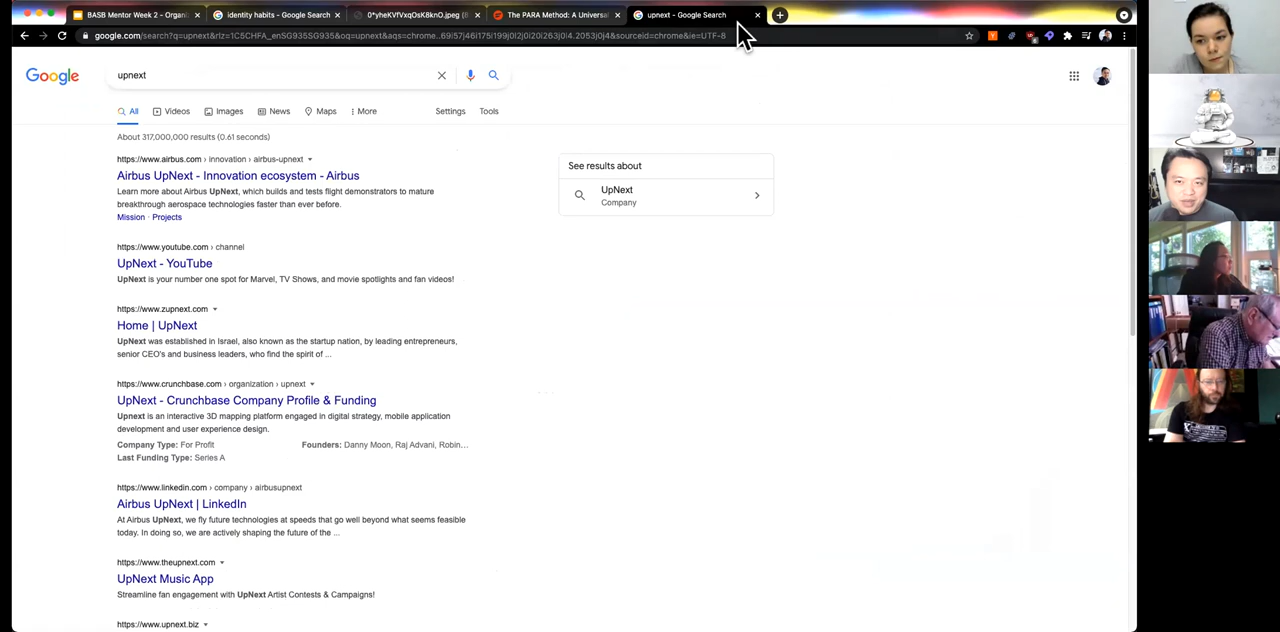 BASB Mentor Week 2 - Organi
identity habits - Google Search
0*yheKVfVxqOsK8knO.jpeg (8
The PARA Method: A Universal
upnext - Google Search
google.com/search?q=upnext&rlz=1C5CHFA_enSG935SG935&oq=upnext&aqs=chrome..69i57j46i175i199j0l2j0i20i263j0l4.2053j0j4&sourceid=chrome&ie=UTF-8
Google
upnext
All
Videos
Images
News
Maps
More
Settings
Tools
About 317,000,000 results (0.61 seconds)
https://www.airbus.com › innovation › airbus-upnext
Airbus UpNext - Innovation ecosystem - Airbus
Learn more about Airbus UpNext, which builds and tests flight demonstrators to mature
breakthrough aerospace technologies faster than ever before.
Mission · Projects
https://www.youtube.com › channel
UpNext - YouTube
UpNext is your number one spot for Marvel, TV Shows, and movie spotlights and fan videos!
https://www.zupnext.com
Home | UpNext
UpNext was established in Israel, also known as the startup nation, by leading entrepreneurs,
senior CEO's and business leaders, who find the spirit of ...
https://www.crunchbase.com › organization › upnext
UpNext - Crunchbase Company Profile & Funding
Upnext is an interactive 3D mapping platform engaged in digital strategy, mobile application
development and user experience design.
Company Type: For Profit
Founders: Danny Moon, Raj Advani, Robin...
Last Funding Type: Series A
https://www.linkedin.com › company › airbusupnext
Airbus UpNext | LinkedIn
At Airbus UpNext, we fly future technologies at speeds that go well beyond what seems feasible
today. In doing so, we are actively shaping the future of the ...
https://www.theupnext.com
UpNext Music App
Streamline fan engagement with UpNext Artist Contests & Campaigns!
https://www.upnext.biz
See results about
UpNext
Company